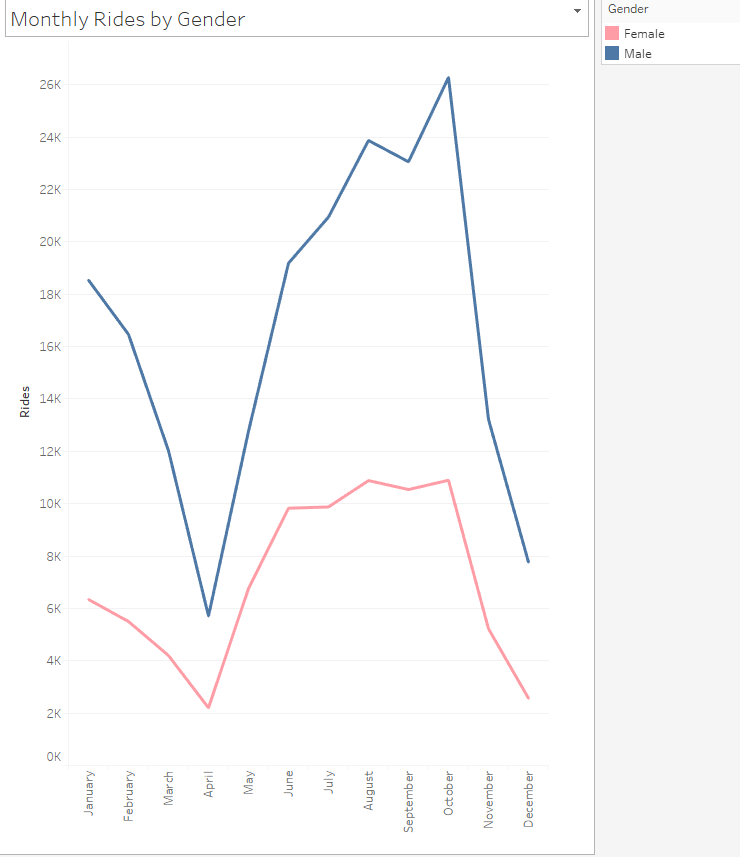 Monthly Rides by Gender
Gender
Female
Male
26K
24K
22K
20K
18K
16K
14K
12K
10K
8K
6K
4K
2K
0K
Rides
January
February
March
April
May
June
July
August
September
October
November
December